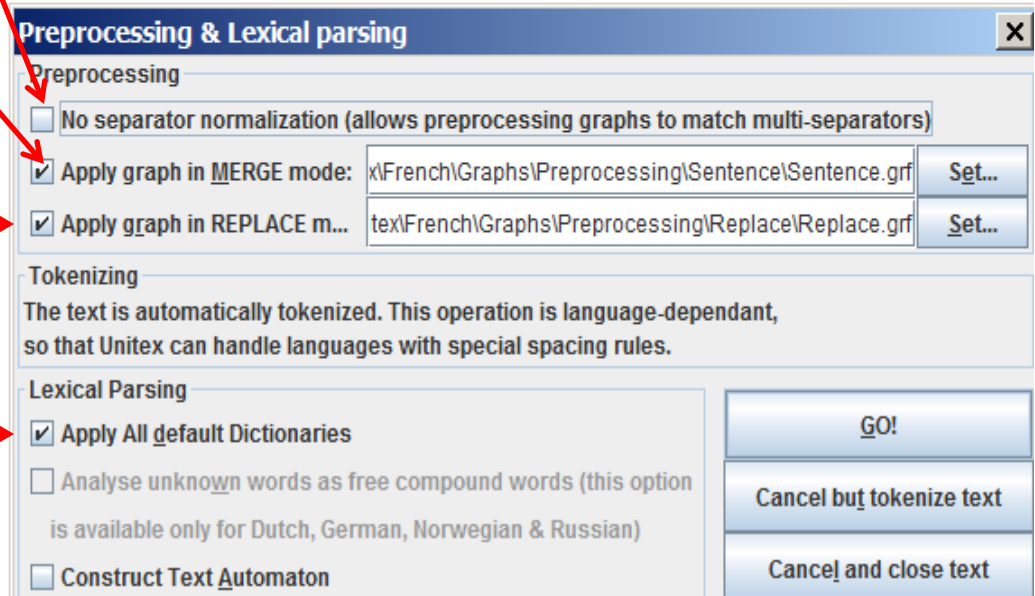 Preprocessing & Lexical parsing
Preprocessing
No separator normalization (allows preprocessing graphs to match multi-separators)
Apply graph in MERGE mode: x\French\Graphs\Preprocessing\Sentence\Sentence.grf Set...
Apply graph in REPLACE m... tex\French\Graphs\Preprocessing\Replace\Replace.grf Set...
Tokenizing
The text is automatically tokenized. This operation is language-dependant,
so that Unitex can handle languages with special spacing rules.
Lexical Parsing
Apply All default Dictionaries
Analyse unknown words as free compound words (this option
is available only for Dutch, German, Norwegian & Russian)
Construct Text Automaton
GO!
Cancel but tokenize text
Cancel and close text